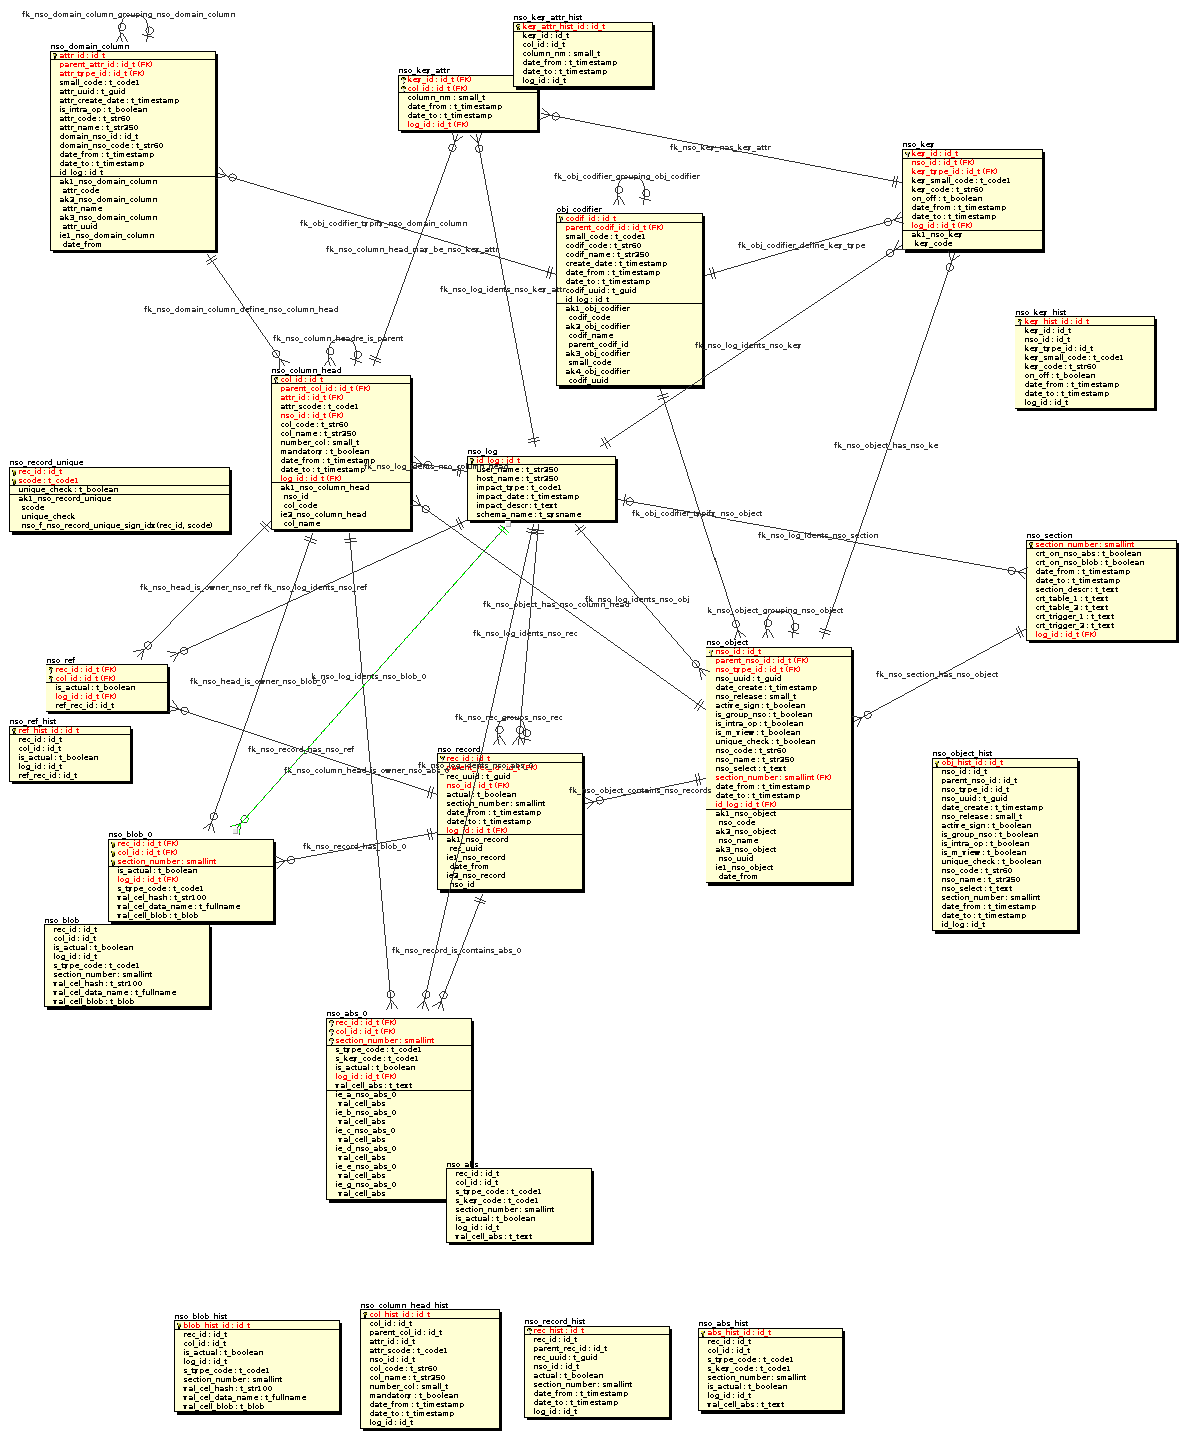 fk_nso_domain_column_grouping_nso_domain_column
nso_domain_column
attr_id: id_t
parent_attr_id: id_t (FK)
attr_type_id: id_t (FK)
small_code: t_code1
attr_uuid: t_guid
attr_create_date: t_timestamp
is_intra_op: t_boolean
attr_code: t_str60
attr_name: t_str250
domain_nso_id: id_t
domain_nso_code: t_str60
date_from: t_timestamp
date_to: t_timestamp
id_log: id_t
ak1_nso_domain_column
attr_code
ak2_nso_domain_column
attr_name
ak3_nso_domain_column
attr_uuid
ie1_nso_domain_column
date_from
nso_key_attr_hist
key_attr_hist_id: id_t
key_id: id_t
col_id: id_t
column_nm: small_t
date_from: t_timestamp
date_to: t_timestamp
log_id: id_t
nso_key_attr
key_id: id_t (FK)
col_id: id_t (FK)
column_nm: small_t
date_from: t_timestamp
date_to: t_timestamp
log_id: id_t (FK)
fk_nso_key_has_key_attr
nso_key
key_id: id_t
nso_id: id_t (FK)
key_type_id: id_t (FK)
key_small_code: t_code1
key_code: t_str60
on_off: t_boolean
date_from: t_timestamp
date_to: t_timestamp
log_id: id_t (FK)
ak1_nso_key
key_code
fk_obj_codifier_grouping_obj_codifier
obj_codifier
codif_id: id_t
parent_codif_id: id_t (FK)
small_code: t_code1
codif_code: t_str60
codif_name: t_str250
create_date: t_timestamp
date_from: t_timestamp
date_to: t_timestamp
codif_uuid: t_guid
id_log: id_t
ak1_obj_codifier
codif_code
ak2_obj_codifier
codif_name
parent_codif_id
ak3_obj_codifier
small_code
ak4_obj_codifier
codif_uuid
fk_obj_codifier_typify_nso_domain_column
fk_nso_column_head_may_be_nso_key_attr
fk_obj_codifier_define_key_type
fk_nso_log_idents_nso_key_attr
fk_nso_domain_column_define_nso_column_head
fk_nso_column_headre_is_parent
fk_nso_log_idents_nso_key
nso_key_hist
key_hist_id: id_t
key_id: id_t
nso_id: id_t
key_type_id: id_t
key_small_code: t_code1
key_code: t_str60
on_off: t_boolean
date_from: t_timestamp
date_to: t_timestamp
log_id: id_t
nso_column_head
col_id: id_t
parent_col_id: id_t (FK)
attr_id: id_t (FK)
attr_scode: t_code1
nso_id: id_t (FK)
col_code: t_str60
col_name: t_str250
number_col: small_t
mandatory: t_boolean
date_from: t_timestamp
date_to: t_timestamp
log_id: id_t (FK)
ak1_nso_column_head
nso_id
col_code
ie2_nso_column_head
col_name
fk_nso_log_idents_nso_column_head
fk_nso_object_has_nso_ke
nso_log
id_log: id_t
user_name: t_str250
host_name: t_str250
impact_type: t_code1
impact_date: t_timestamp
impact_descr: t_text
schema_name: t_sysname
nso_record_unique
rec_id: id_t
scode: t_code1
unique_check: t_boolean
ak1_nso_record_unique
scode
unique_check
nso_f_nso_record_unique_sign_idx(rec_id, scode)
fk_obj_codifier_typify_nso_object
fk_nso_log_idents_nso_section
nso_section
section_number: smallint
crt_on_nso_abs: t_boolean
crt_on_nso_blob: t_boolean
date_from: t_timestamp
date_to: t_timestamp
section_descr: t_text
crt_table_1: t_text
crt_table_2: t_text
crt_trigger_1: t_text
crt_trigger_2: t_text
log_id: id_t (FK)
fk_nso_head_is_owner_nso_ref
fk_nso_log_idents_nso_ref
fk_nso_object_has_nso_column_head
fk_nso_log_idents_nso_obj
k_nso_object_grouping_nso_object
fk_nso_log_idents_nso_rec
fk_nso_section_has_nso_object
nso_ref
rec_id: id_t (FK)
col_id: id_t (FK)
is_actual: t_boolean
log_id: id_t (FK)
ref_rec_id: id_t
fk_nso_head_is_owner_nso_blob_0
fk_nso_log_idents_nso_blob_0
nso_ref_hist
ref_hist_id: id_t
rec_id: id_t
col_id: id_t
is_actual: t_boolean
log_id: id_t
ref_rec_id: id_t
nso_object
nso_id: id_t
parent_nso_id: id_t (FK)
nso_type_id: id_t (FK)
nso_uuid: t_guid
date_create: t_timestamp
nso_release: small_t
active_sign: t_boolean
is_group_nso: t_boolean
is_intra_op: t_boolean
is_m_view: t_boolean
unique_check: t_boolean
nso_code: t_str60
nso_name: t_str250
nso_select: t_text
section_number: smallint (FK)
date_from: t_timestamp
date_to: t_timestamp
id_log: id_t (FK)
ak1_nso_object
nso_code
ak2_nso_object
nso_name
ak3_nso_object
nso_uuid
ie1_nso_object
date_from
fk_nso_rec_groups_nso_rec
fk_nso_record_has_nso_ref
fk_nso_column_head_is_owner_nso_abs_0
fk_nso_log_idents_nso_abs_0
fk_nso_object_contains_nso_records
nso_record
rec_id: id_t
rec_uuid: t_guid
nso_id: id_t (FK)
actual: t_boolean
section_number: smallint
date_from: t_timestamp
date_to: t_timestamp
log_id: id_t (FK)
ak1_nso_record
rec_uuid
ie1_nso_record
date_from
ie2_nso_record
nso_id
nso_object_hist
obj_hist_id: id_t
nso_id: id_t
parent_nso_id: id_t
nso_type_id: id_t
nso_uuid: t_guid
date_create: t_timestamp
nso_release: small_t
active_sign: t_boolean
is_group_nso: t_boolean
is_intra_op: t_boolean
is_m_view: t_boolean
unique_check: t_boolean
nso_code: t_str60
nso_name: t_str250
nso_select: t_text
section_number: smallint
date_from: t_timestamp
date_to: t_timestamp
id_log: id_t
nso_blob_0
rec_id: id_t (FK)
col_id: id_t (FK)
section_number: smallint
is_actual: t_boolean
log_id: id_t (FK)
s_type_code: t_code1
val_cel_hash: t_str100
val_cel_data_name: t_fullname
val_cell_blob: t_blob
fk_nso_record_has_blob_0
nso_blob
rec_id: id_t
col_id: id_t
is_actual: t_boolean
log_id: id_t
s_type_code: t_code1
section_number: smallint
val_cel_hash: t_str100
val_cel_data_name: t_fullname
val_cell_blob: t_blob
fk_nso_record_is_contains_abs_0
nso_abs_0
rec_id: id_t (FK)
col_id: id_t (FK)
section_number: smallint
s_type_code: t_code1
s_key_code: t_code1
is_actual: t_boolean
log_id: id_t (FK)
val_cell_abs: t_text
ie_a_nso_abs_0
val_cell_abs
ie_b_nso_abs_0
val_cell_abs
ie_c_nso_abs_0
val_cell_abs
ie_d_nso_abs_0
val_cell_abs
ie_e_nso_abs_0
val_cell_abs
ie_g_nso_abs_0
val_cell_abs
nso_abs
rec_id: id_t
col_id: id_t
s_type_code: t_code1
s_key_code: t_code1
section_number: smallint
is_actual: t_boolean
log_id: id_t
val_cell_abs: t_text
nso_blob_hist
blob_hist_id: id_t
rec_id: id_t
col_id: id_t
is_actual: t_boolean
log_id: id_t
s_type_code: t_code1
section_number: smallint
val_cel_hash: t_str100
val_cel_data_name: t_fullname
val_cell_blob: t_blob
nso_column_head_hist
col_hist_id: id_t
col_id: id_t
parent_col_id: id_t
attr_id: id_t
attr_scode: t_code1
nso_id: id_t
col_code: t_str60
col_name: t_str250
number_col: small_t
mandatory: t_boolean
date_from: t_timestamp
date_to: t_timestamp
log_id: id_t
nso_record_hist
rec_hist: id_t
rec_id: id_t
parent_rec_id: id_t
rec_uuid: t_guid
nso_id: id_t
actual: t_boolean
section_number: smallint
date_from: t_timestamp
date_to: t_timestamp
log_id: id_t
nso_abs_hist
abs_hist_id: id_t
rec_id: id_t
col_id: id_t
s_type_code: t_code1
s_key_code: t_code1
section_number: smallint
is_actual: t_boolean
log_id: id_t
val_cell_abs: t_text